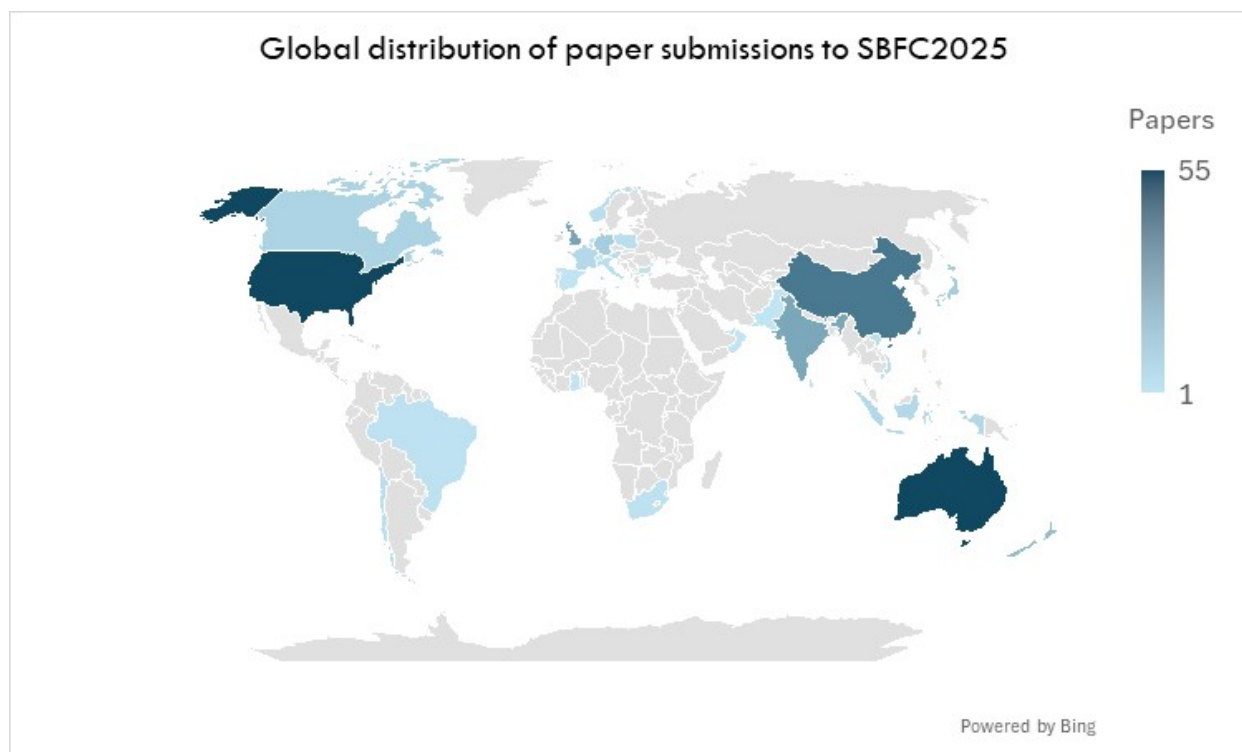 Global distribution of paper submissions to SBFC2025
Papers
55
1
Powered by Bing